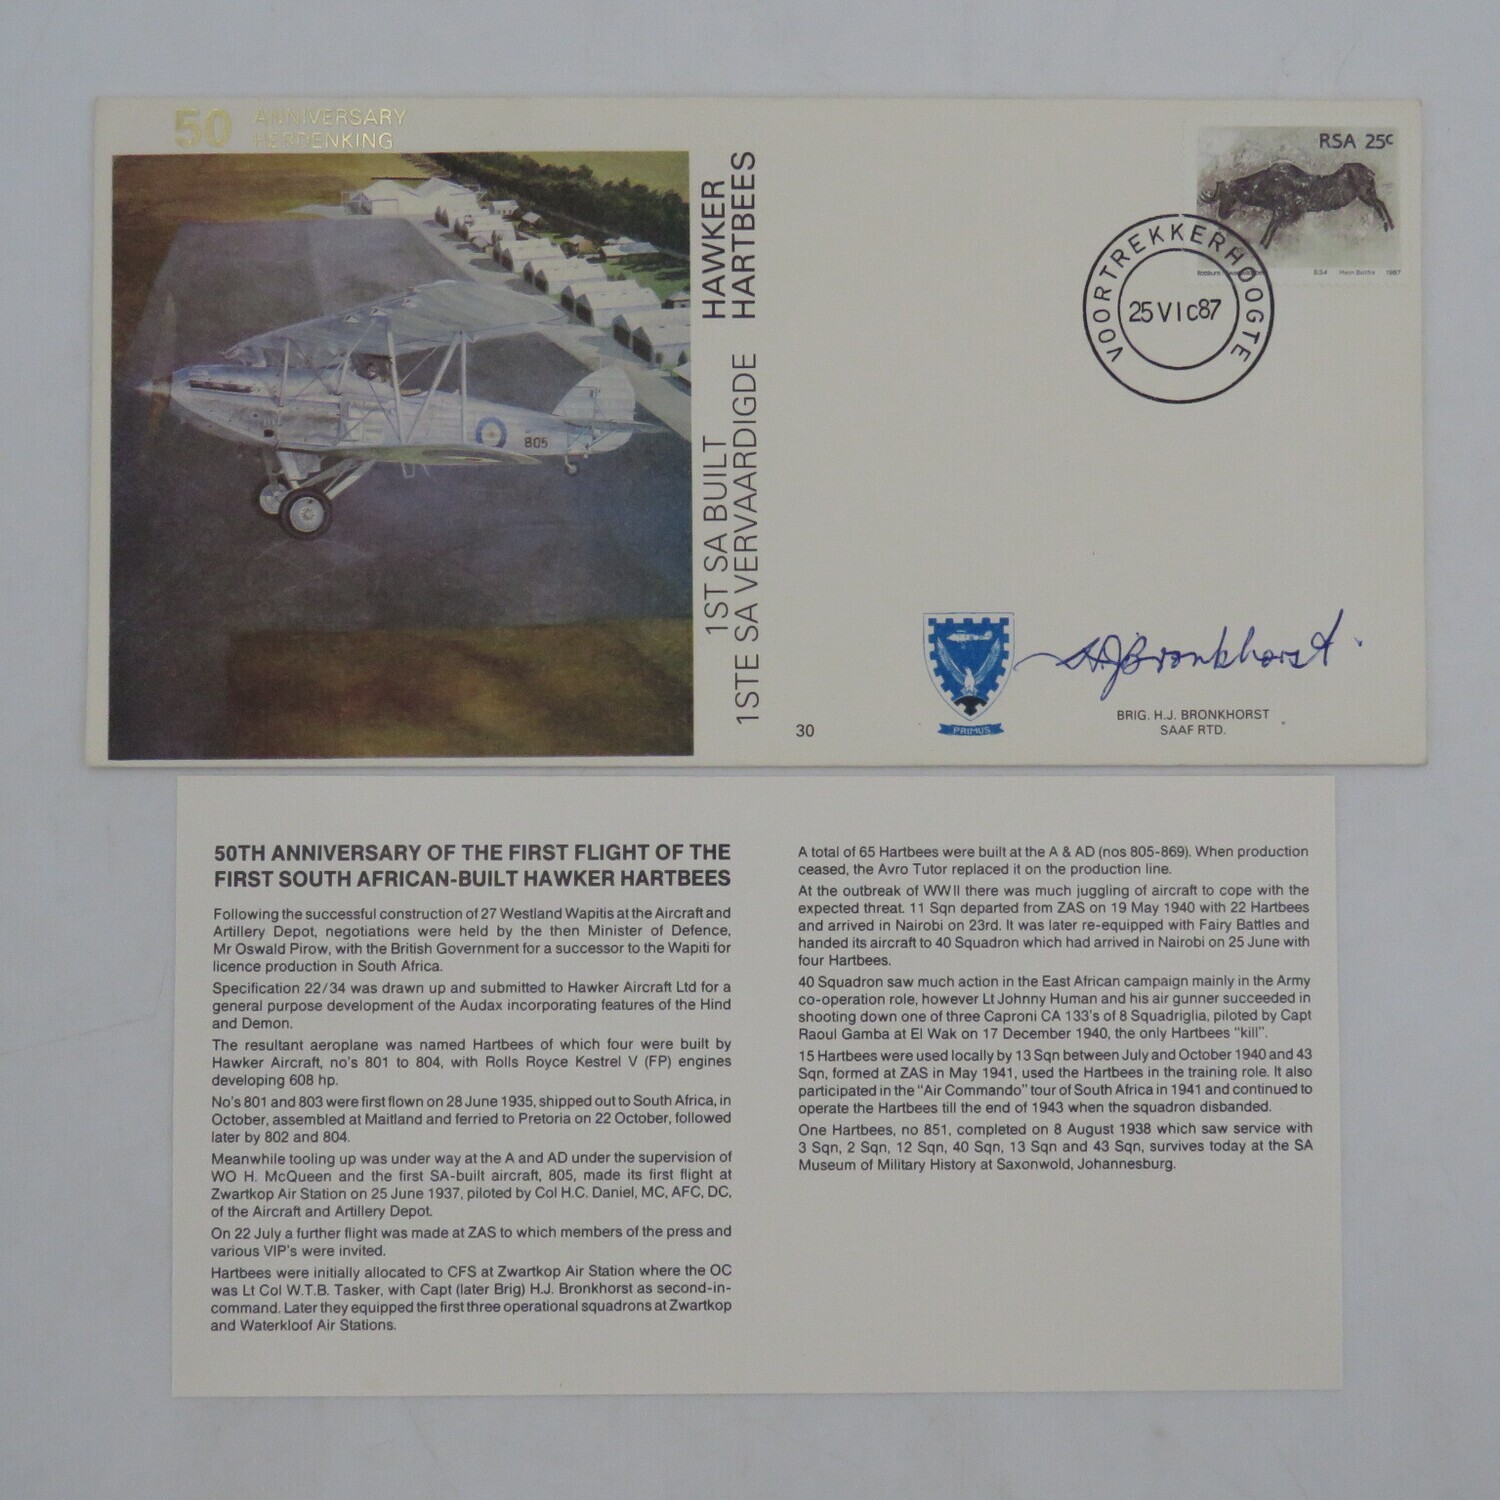 50 ANNIVERSARY
HERDENKING
HAWKER
HARTBEES
1ST SA BUILT
1STE SA VERVAARDIGDE
805
RSA 25c
854 Hein Botha 1987
VOORTREKKERHOOGTE
25 VI c87
H.J. Bronkhorst.
PRIMUS
BRIG. H.J. BRONKHORST
SAAF RTD.
30
50TH ANNIVERSARY OF THE FIRST FLIGHT OF THE
FIRST SOUTH AFRICAN-BUILT HAWKER HARTBEES
Following the successful construction of 27 Westland Wapitis at the Aircraft and
Artillery Depot, negotiations were held by the then Minister of Defence,
Mr Oswald Pirow, with the British Government for a successor to the Wapiti for
licence production in South Africa.
Specification 22/34 was drawn up and submitted to Hawker Aircraft Ltd for a
general purpose development of the Audax incorporating features of the Hind
and Demon.
The resultant aeroplane was named Hartbees of which four were built by
Hawker Aircraft, no's 801 to 804, with Rolls Royce Kestrel V (FP) engines
developing 608 hp.
No's 801 and 803 were first flown on 28 June 1935, shipped out to South Africa, in
October, assembled at Maitland and ferried to Pretoria on 22 October, followed
later by 802 and 804.
Meanwhile tooling up was under way at the A and AD under the supervision of
WO H. McQueen and the first SA-built aircraft, 805, made its first flight at
Zwartkop Air Station on 25 June 1937, piloted by Col H.C. Daniel, MC, AFC, DC,
of the Aircraft and Artillery Depot.
On 22 July a further flight was made at ZAS to which members of the press and
various VIP's were invited.
Hartbees were initially allocated to CFS at Zwartkop Air Station where the OC
was Lt Col W.T.B. Tasker, with Capt (later Brig) H.J. Bronkhorst as second-in-
command. Later they equipped the first three operational squadrons at Zwartkop
and Waterkloof Air Stations.
A total of 65 Hartbees were built at the A & AD (nos 805-869). When production
ceased, the Avro Tutor replaced it on the production line.
At the outbreak of WW II there was much juggling of aircraft to cope with the
expected threat. 11 Sqn departed from ZAS on 19 May 1940 with 22 Hartbees
and arrived in Nairobi on 23rd. It was later re-equipped with Fairy Battles and
handed its aircraft to 40 Squadron which had arrived in Nairobi on 25 June with
four Hartbees.
40 Squadron saw much action in the East African campaign mainly in the Army
co-operation role, however Lt Johnny Human and his air gunner succeeded in
shooting down one of three Caproni CA 133's of 8 Squadriglia, piloted by Capt
Raoul Gamba at El Wak on 17 December 1940, the only Hartbees "kill".
15 Hartbees were used locally by 13 Sqn between July and October 1940 and 43
Sqn, formed at ZAS in May 1941, used the Hartbees in the training role. It also
participated in the "Air Commando" tour of South Africa in 1941 and continued to
operate the Hartbees till the end of 1943 when the squadron disbanded.
One Hartbees, no 851, completed on 8 August 1938 which saw service with
3 Sqn, 2 Sqn, 12 Sqn, 40 Sqn, 13 Sqn and 43 Sqn, survives today at the SA
Museum of Military History at Saxonwold, Johannesburg.